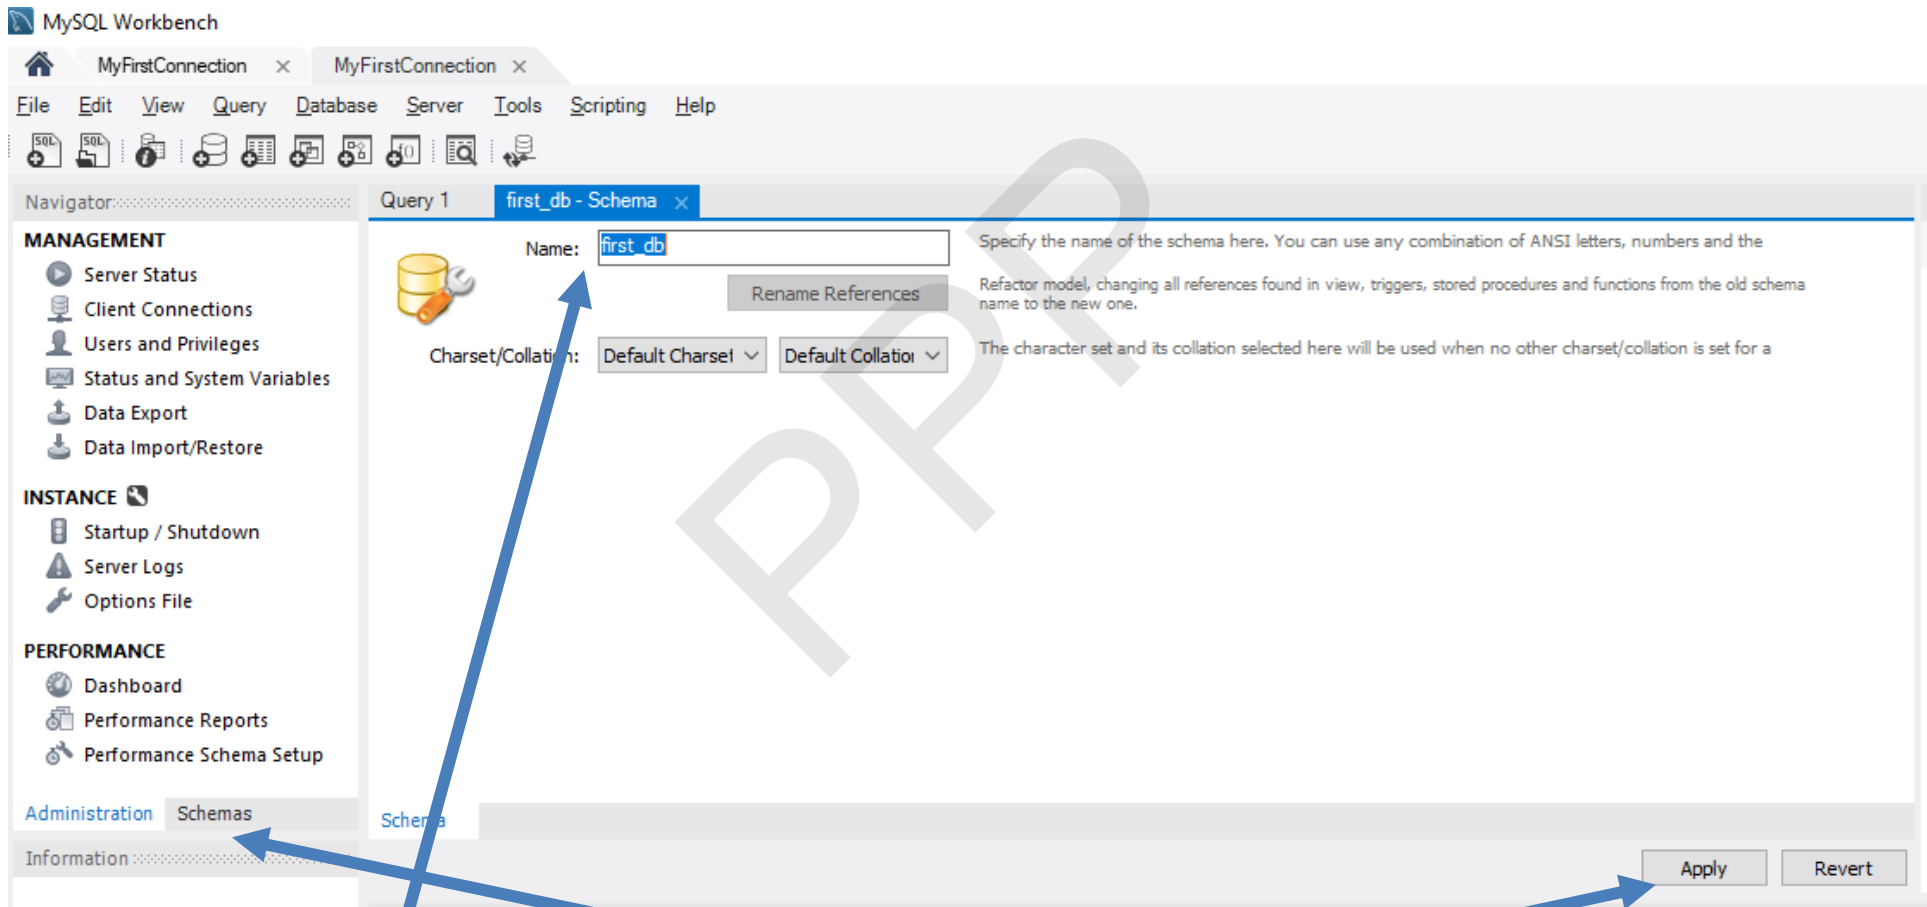 MySQL Workbench
MyFirstConnection × MyFirstConnection ×
File Edit View Query Database Server Tools Scripting Help
Navigator
MANAGEMENT
Server Status
Client Connections
Users and Privileges
Status and System Variables
Data Export
Data Import/Restore
INSTANCE
Startup / Shutdown
Server Logs
Options File
PERFORMANCE
Dashboard
Performance Reports
Performance Schema Setup
Administration Schemas
Information
Query 1 first_db - Schema ×
Name: first_db
Specify the name of the schema here. You can use any combination of ANSI letters, numbers and the
Rename References
Refactor model, changing all references found in view, triggers, stored procedures and functions from the old schema
name to the new one.
Charset/Collation: Default Charset Default Collation
The character set and its collation selected here will be used when no other charset/collation is set for a
Schema
Apply Revert
PPP